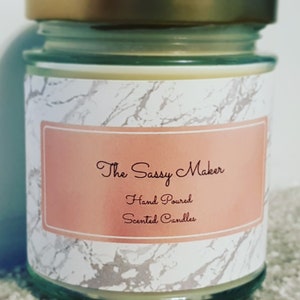 The Sassy Maker
Hand Poured
Scented Candles